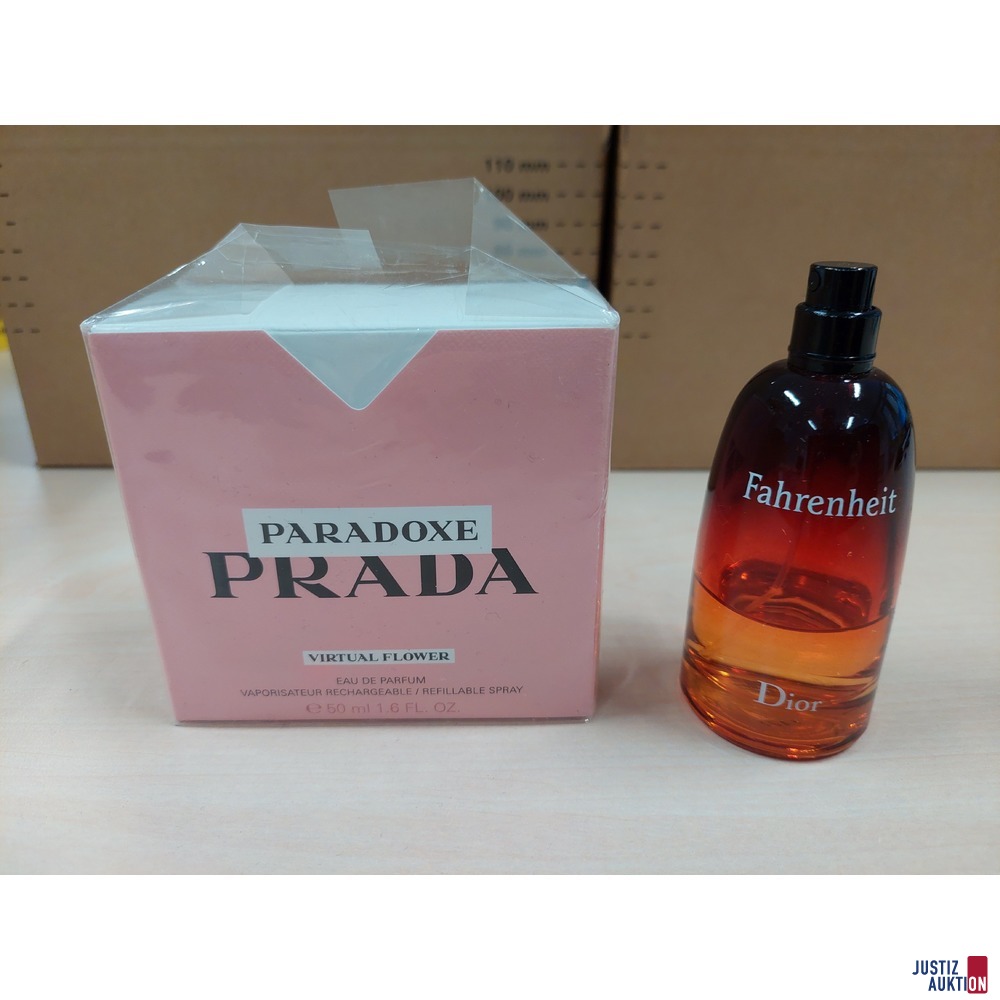 110 mm
PARADOXE
PRADA
VIRTUAL FLOWER
EAU DE PARFUM
VAPORISATEUR RECHARGEABLE / REFILLABLE SPRAY
℮ 50 ml 1.6 FL. OZ.
Fahrenheit
Dior
JUSTIZ
AUKTION